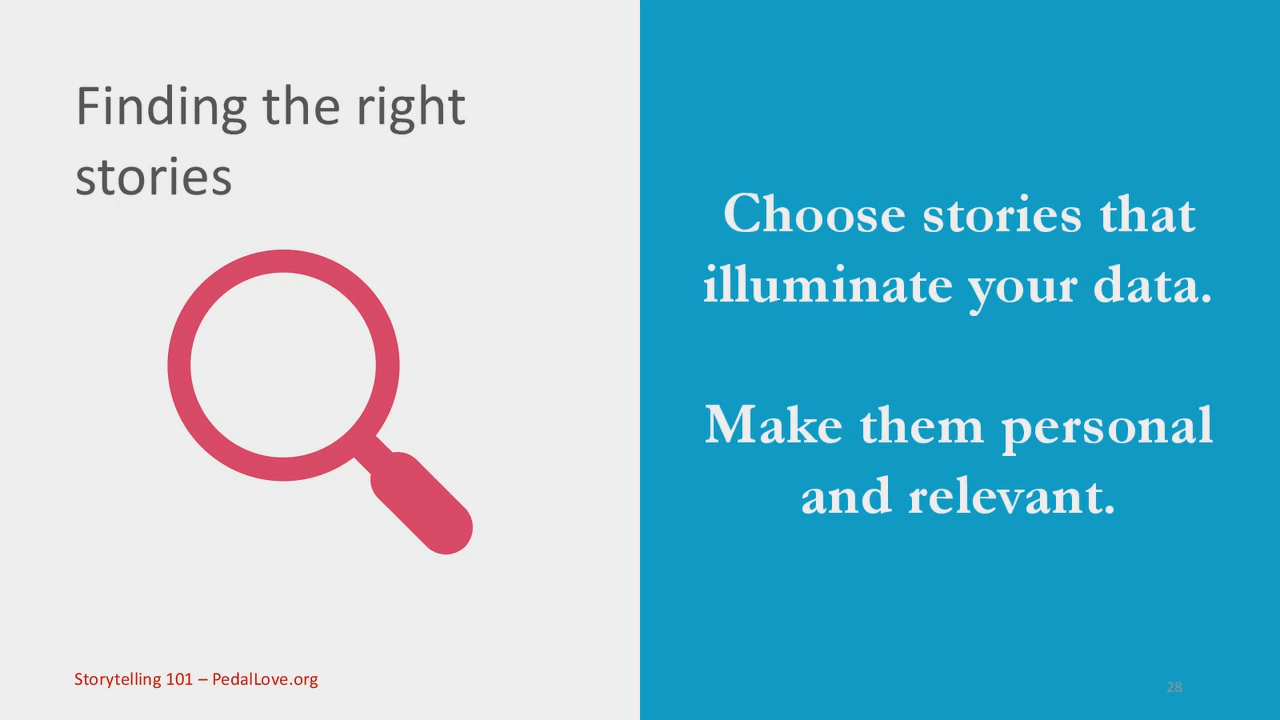 Finding the right
stories
Choose stories that
illuminate your data.
Make them personal
and relevant.
Storytelling 101 – PedalLove.org
28